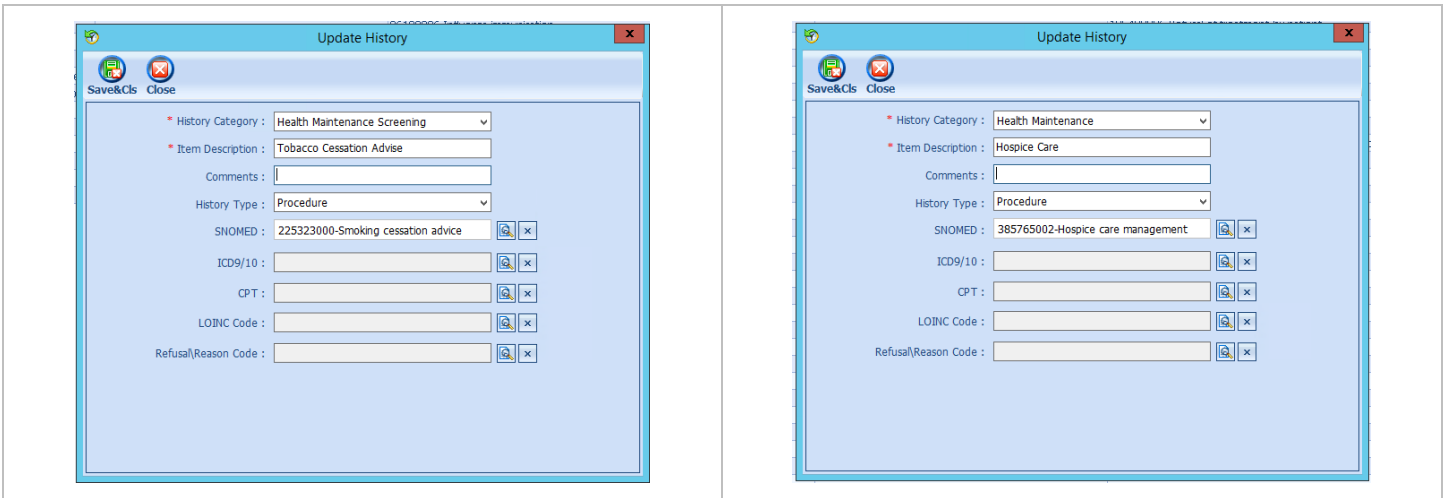 Update History
x
Save&Cls Close
* History Category : Health Maintenance Screening
* Item Description : Tobacco Cessation Advise
Comments :
History Type : Procedure
SNOMED : 225323000-Smoking cessation advice
ICD9/10 :
CPT :
LOINC Code :
Refusal\Reason Code :
Update History
x
Save&Cls Close
* History Category : Health Maintenance
* Item Description : Hospice Care
Comments :
History Type : Procedure
SNOMED : 385765002-Hospice care management
ICD9/10 :
CPT :
LOINC Code :
Refusal\Reason Code :